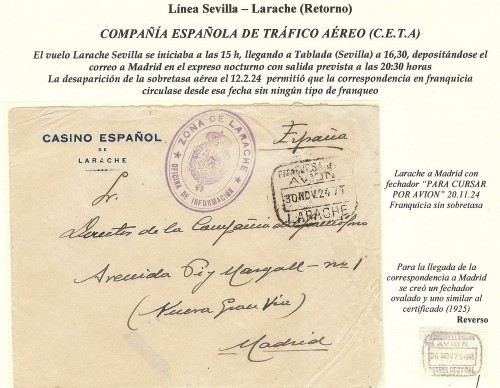 Línea Sevilla – Larache (Retorno)
COMPAÑÍA ESPAÑOLA DE TRÁFICO AÉREO (C.E.T.A)
El vuelo Larache Sevilla se iniciaba a las 15 h, llegando a Tablada (Sevilla) a 16,30, depositándose el
correo a Madrid en el expreso nocturno con salida prevista a las 20:30 horas
La desaparición de la sobretasa aérea el 12.2.24 permitió que la correspondencia en franquicia
circulase desde esa fecha sin ningún tipo de franqueo
CASINO ESPAÑOL
DE
LARACHE
ZONA DE LARACHE
OFICINA DE INFORMACIÓN
España
AVION
30 NOV. 24 7T
LARACHE
Sr.
Director de la Compañía
Avenida Pi y Margall - nº 1
(Nueva Gran Via)
Madrid
Larache a Madrid con
fechador "PARA CURSAR
POR AVION" 20.11.24
Franquicia sin sobretasa
Para la llegada de la
correspondencia a Madrid
se creó un fechador
ovalado y uno similar al
certificado (1925)
Reverso
AVION